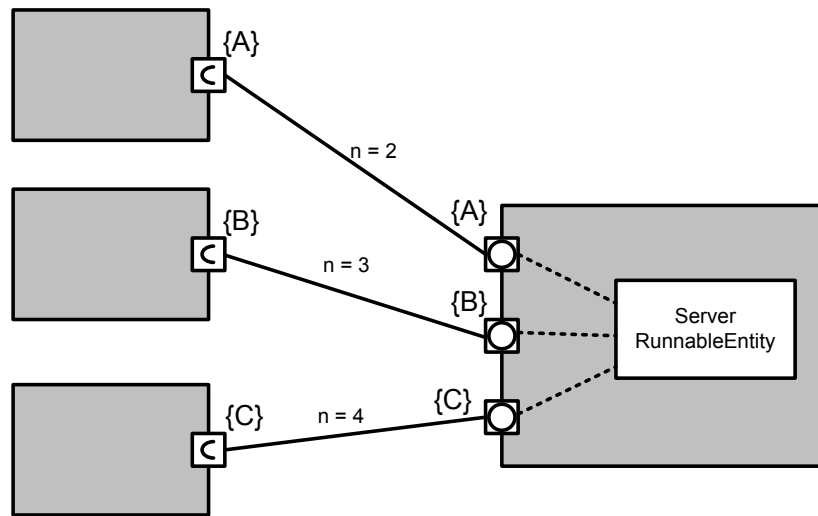 {A}
n = 2
{A}
{B}
n = 3
{B}
Server
RunnableEntity
{C}
n = 4
{C}